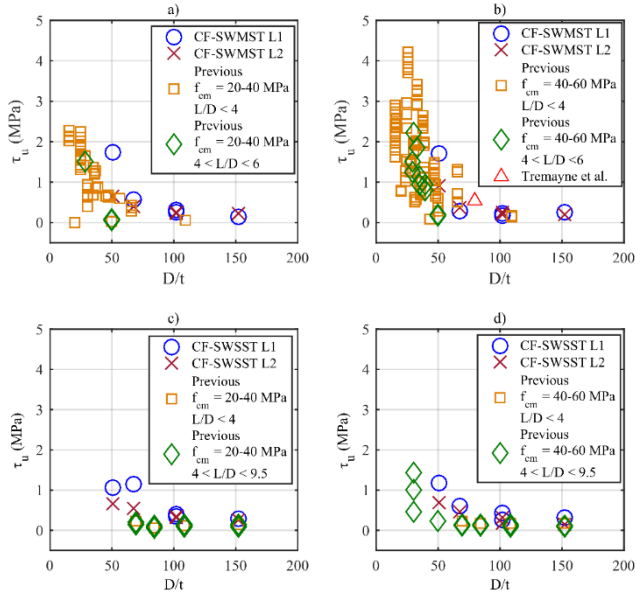 a)
5
4
3
2
1
0
τu (MPa)
0 50 100 150 200
D/t
CF-SWMST L1
CF-SWMST L2
Previous
fcm = 20-40 MPa
L/D < 4
Previous
fcm = 20-40 MPa
4 < L/D < 6
b)
5
4
3
2
1
0
τu (MPa)
0 50 100 150 200
D/t
CF-SWMST L1
CF-SWMST L2
Previous
fcm = 40-60 MPa
L/D < 4
Previous
fcm = 40-60 MPa
4 < L/D <6
Tremayne et al.
c)
5
4
3
2
1
0
τu (MPa)
0 50 100 150 200
D/t
CF-SWSST L1
CF-SWSST L2
Previous
fcm = 20-40 MPa
L/D < 4
Previous
fcm = 20-40 MPa
4 < L/D < 9.5
d)
5
4
3
2
1
0
τu (MPa)
0 50 100 150 200
D/t
CF-SWSST L1
CF-SWSST L2
Previous
fcm = 40-60 MPa
L/D < 4
Previous
fcm = 40-60 MPa
4 < L/D < 9.5